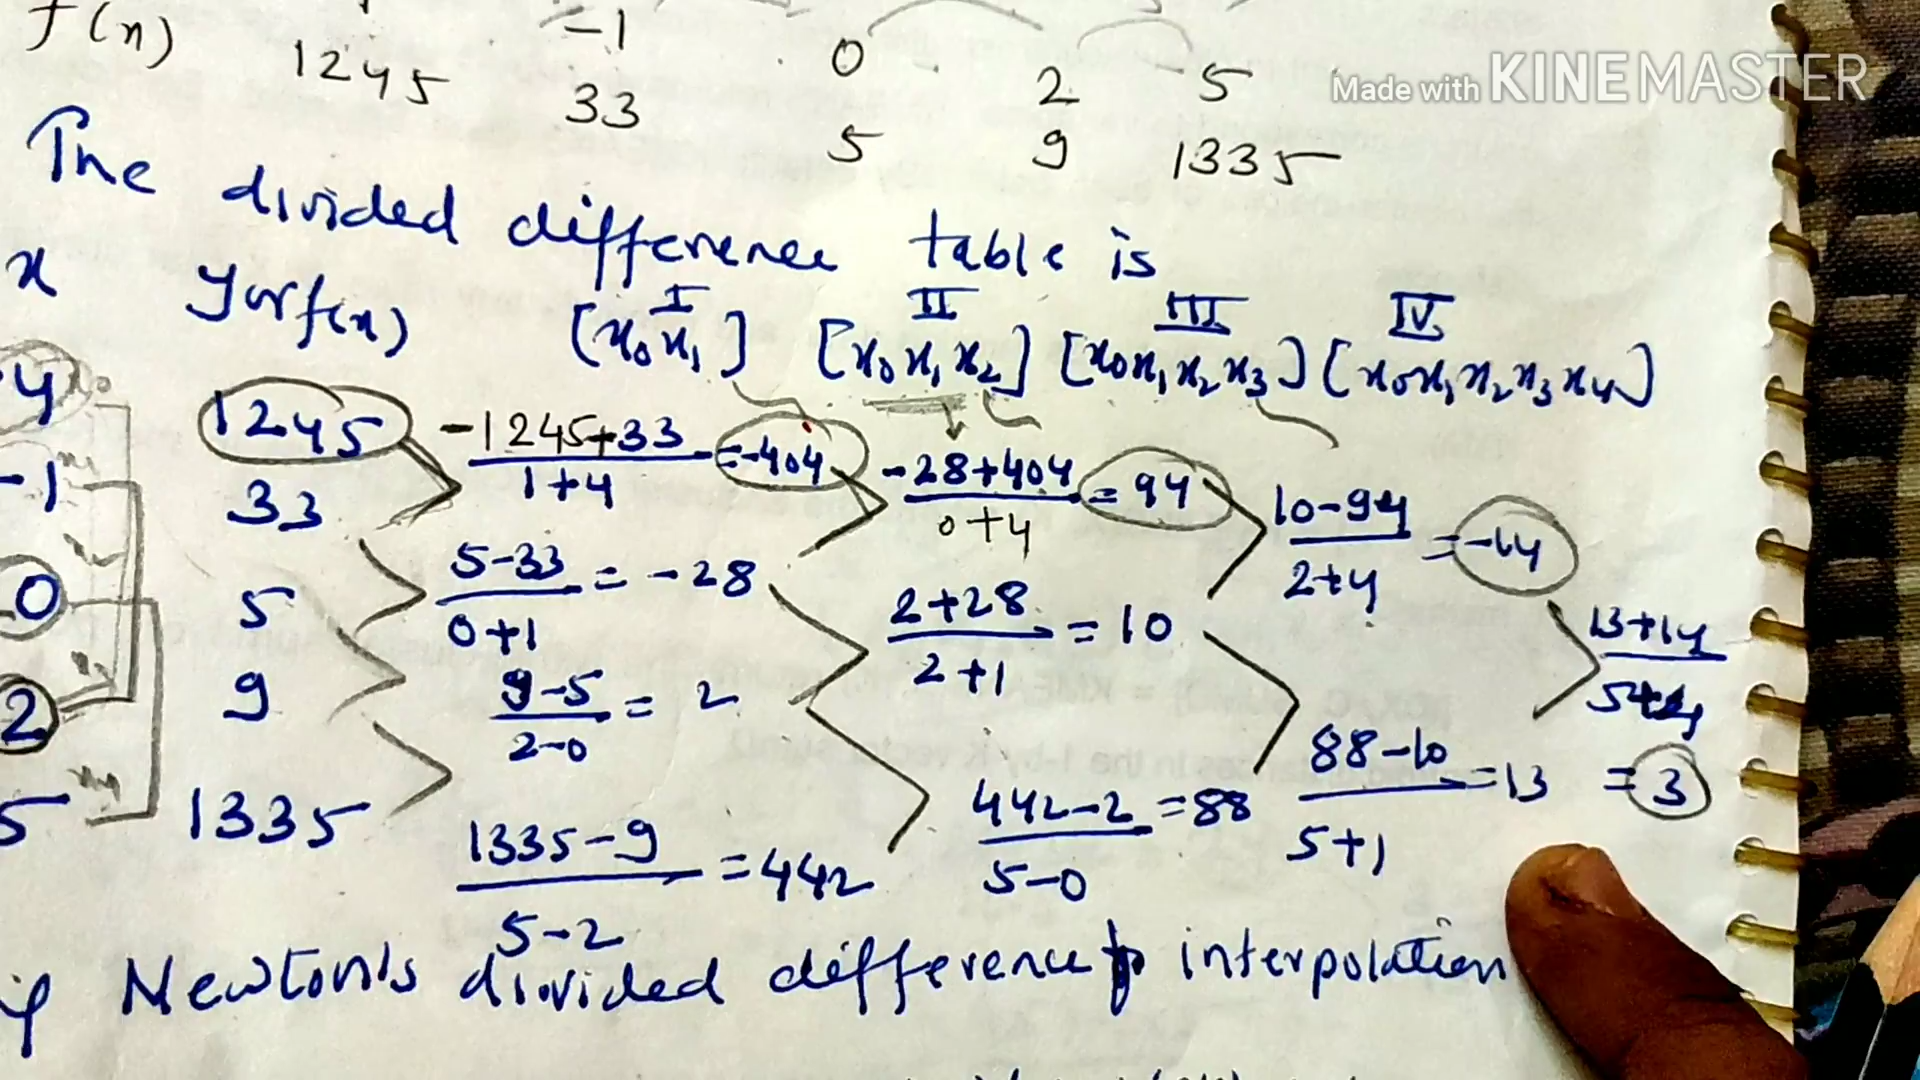 f(x) 1245 -1 0 2 5
33 5 9 1335
Made with KINEMASTER
The divided difference table is
x y or f(x) I [x0 x1] II [x0 x1 x2] III [x0 x1 x2 x3) IV [x0 x1 x2 x3 x4]
4 x0 1245 -1245+33 / 1+4 = -404 -28+404 / 0+4 = 94 10-94 / 2+4 = -14
-1 x1 33 5-33 / 0+1 = -28 2+28 / 2+1 = 10 13+14 / 5+4
0 5 9-5 / 2-0 = 2 88-10 / 5+1 = 13 = 3
2 9 442-2 / 5-0 = 88
5 1335 1335-9 / 5-2 = 442
Newton's divided difference interpolation